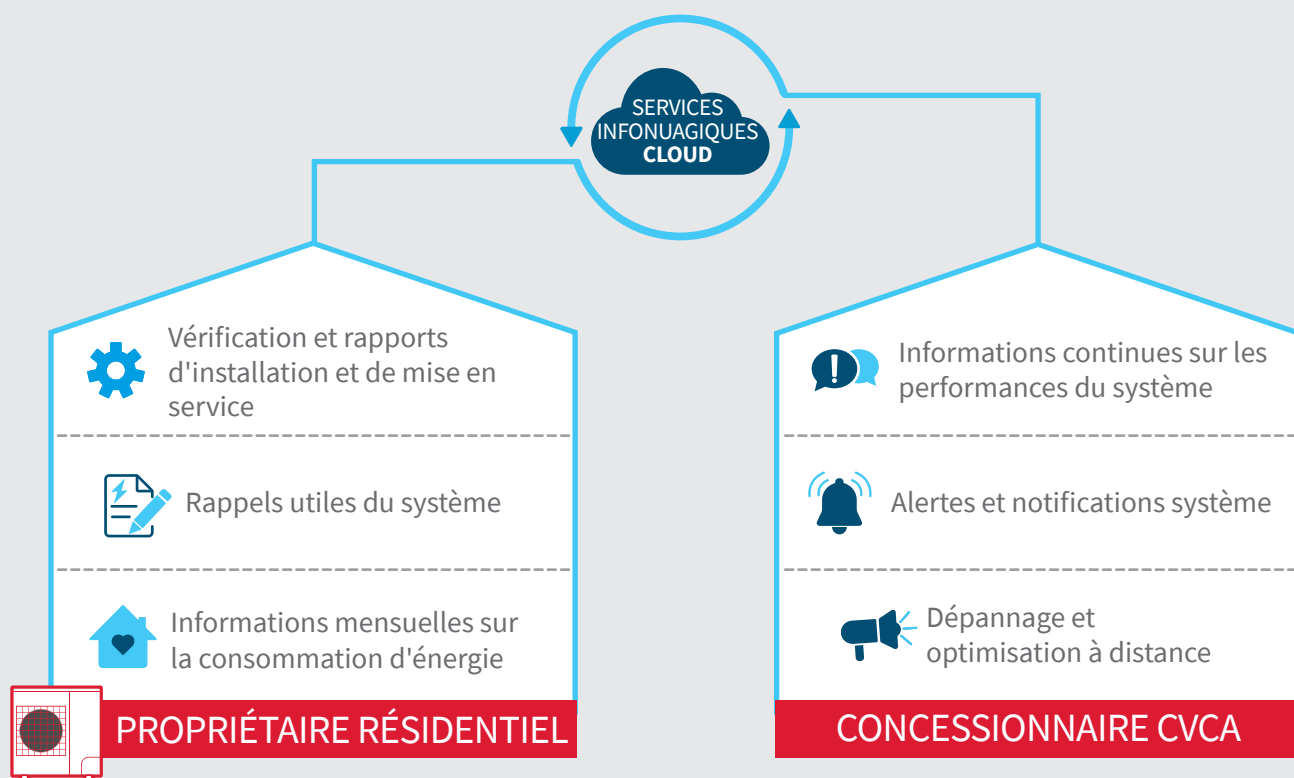 SERVICES
INFONUAGIQUES
CLOUD
Vérification et rapports
d'installation et de mise en
service
Rappels utiles du système
Informations mensuelles sur
la consommation d'énergie
PROPRIÉTAIRE RÉSIDENTIEL
Informations continues sur les
performances du système
Alertes et notifications système
Dépannage et
optimisation à distance
CONCESSIONNAIRE CVCA